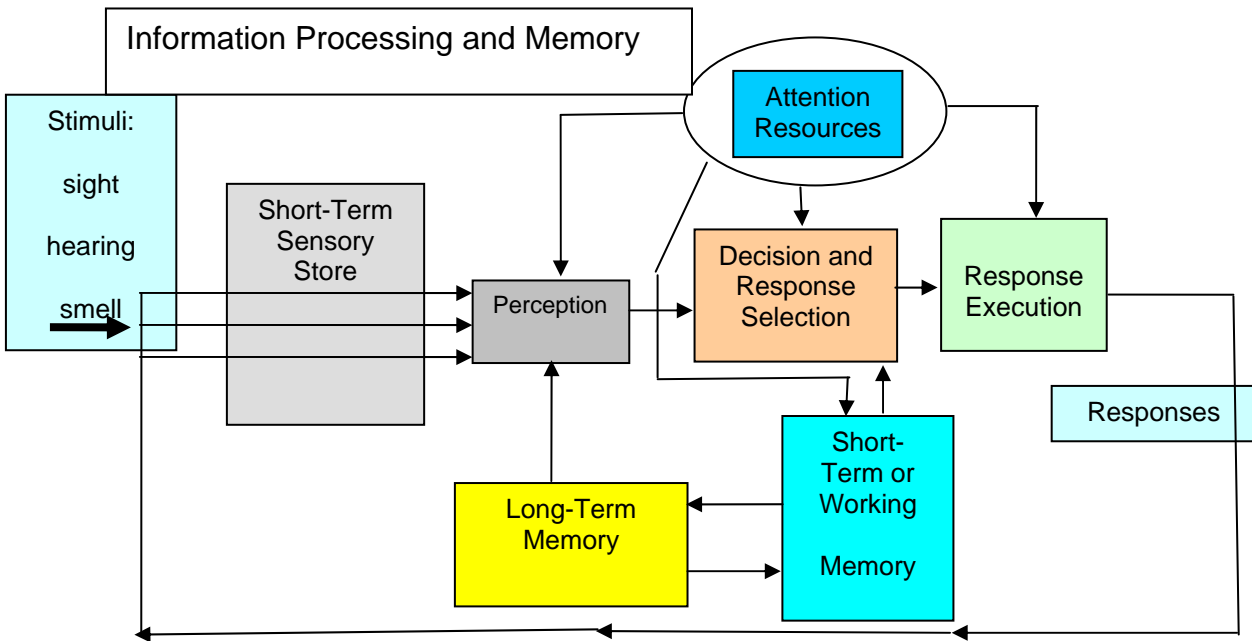 Information Processing and Memory
Attention
Resources
Stimuli:
sight
hearing
smell
Short-Term
Sensory
Store
Perception
Decision and
Response
Selection
Response
Execution
Responses
Short-
Term or
Working
Memory
Long-Term
Memory